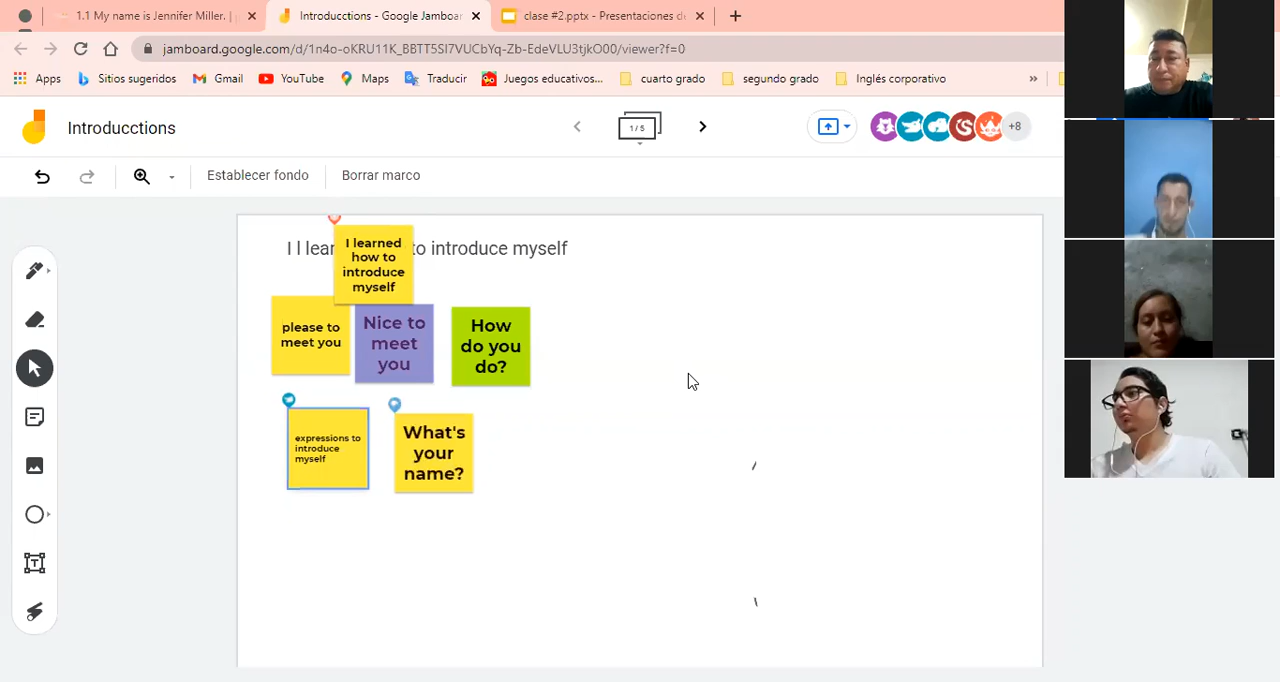 1.1 My name is Jennifer Miller. |
Introducctions - Google Jamboar
clase #2.pptx - Presentaciones d
jamboard.google.com/d/1n4o-oKRU11K_BBTT5SI7VUCbYq-Zb-EdeVLU3tjkO00/viewer?f=0
Apps
Sitios sugeridos
Gmail
YouTube
Maps
Traducir
Juegos educativos...
cuarto grado
segundo grado
Inglés corporativo
»
Introducctions
1/5
+8
Establecer fondo
Borrar marco
I l lear to introduce myself
I learned
how to
introduce
myself
please to
meet you
Nice to
meet
you
How
do you
do?
expressions to
introduce
myself
What's
your
name?